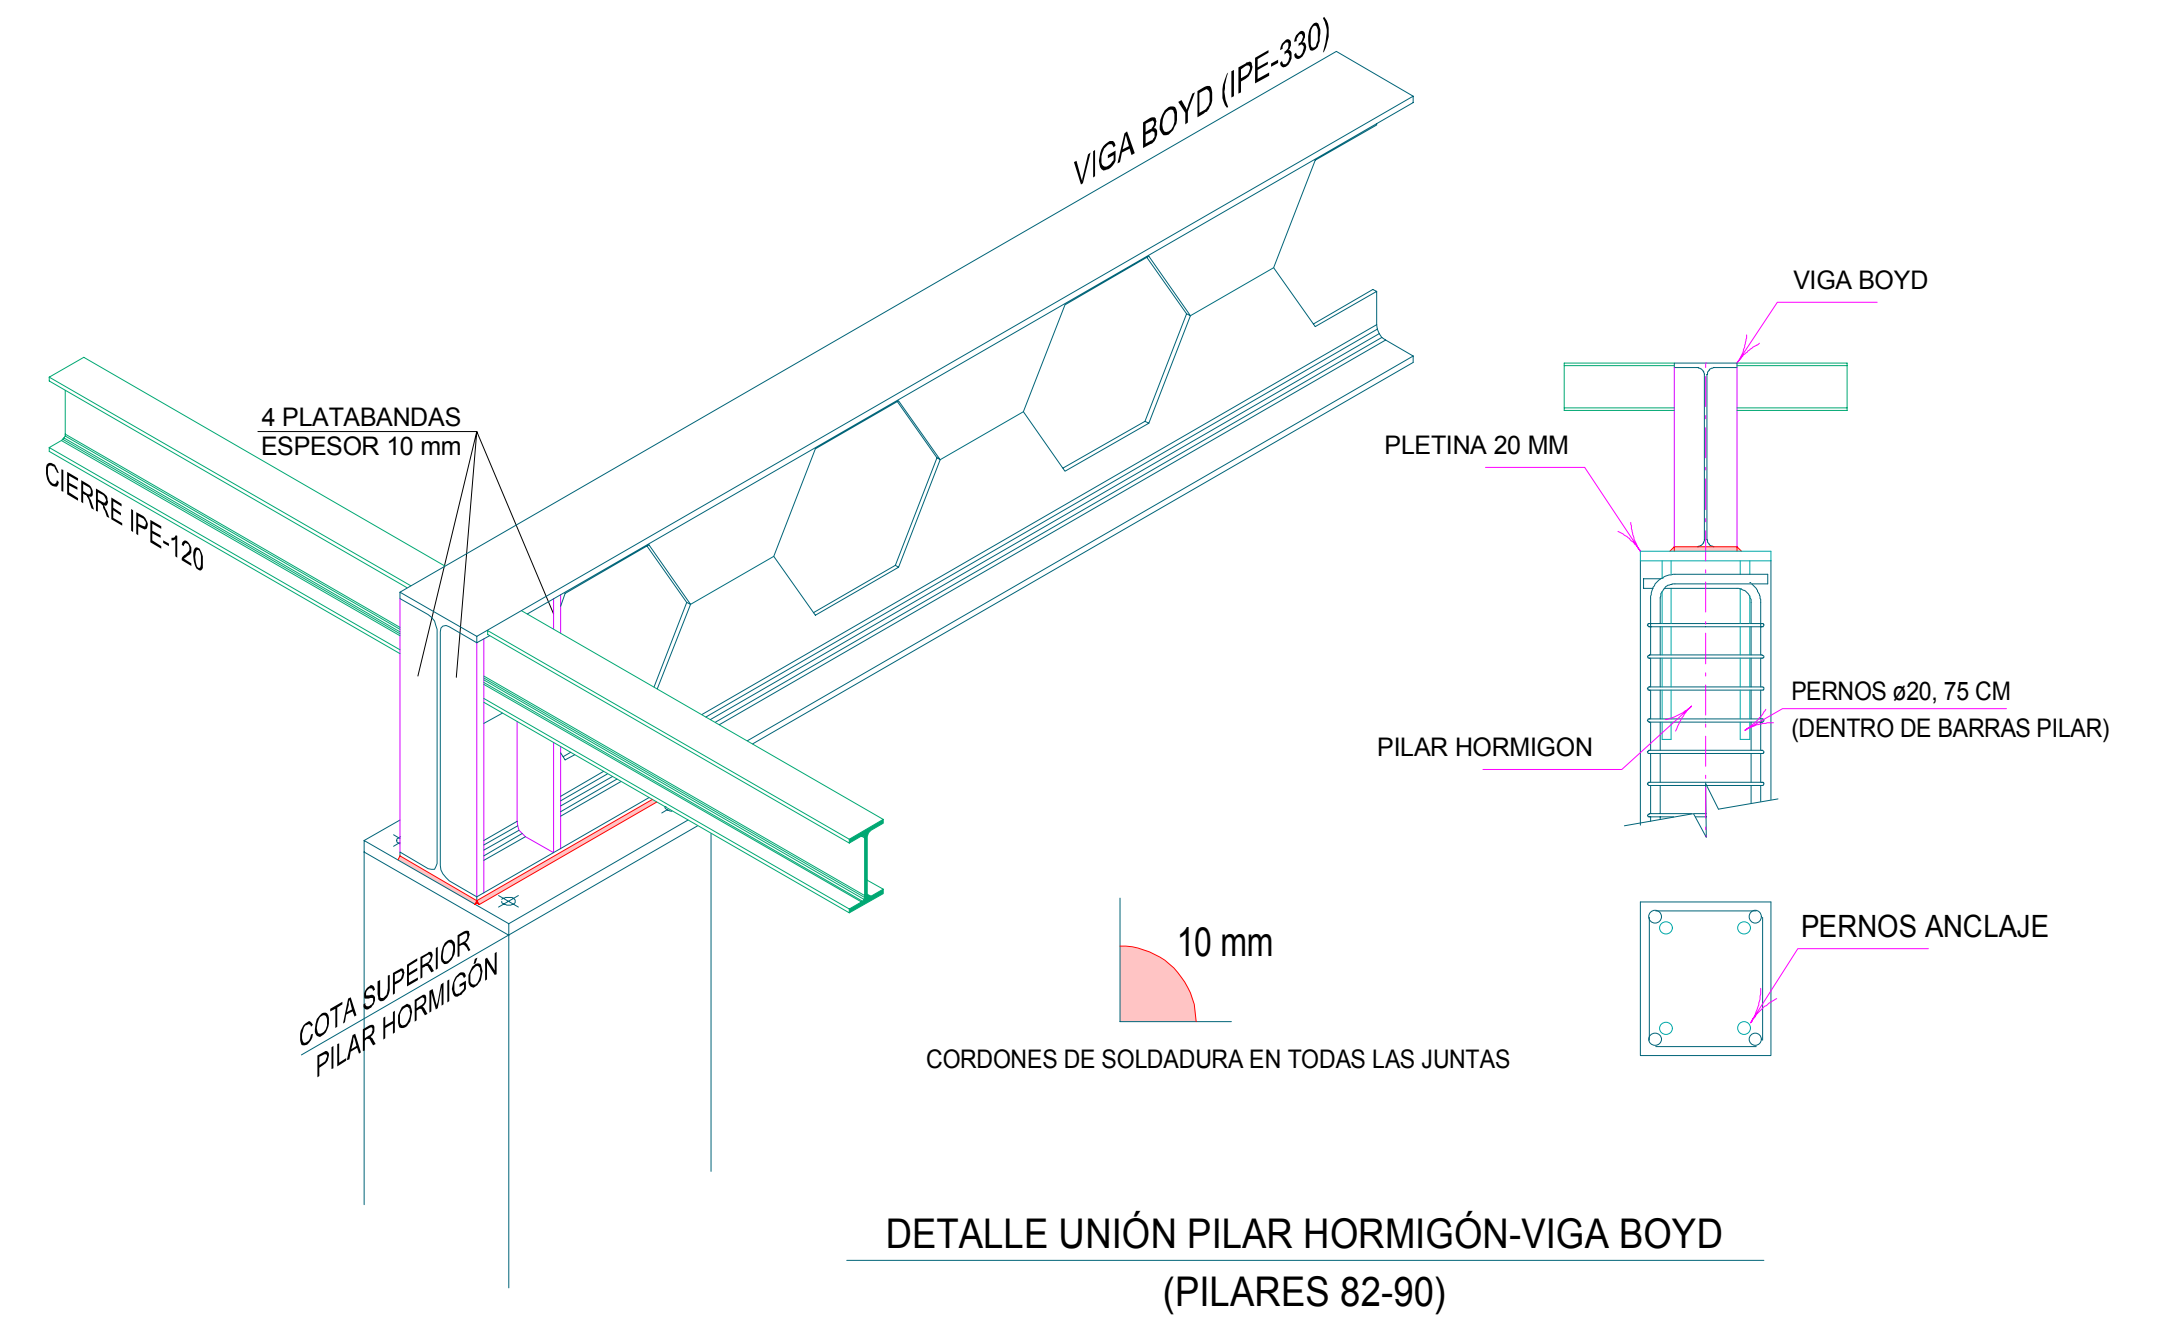 VIGA BOYD (IPE-330)
4 PLATABANDAS
ESPESOR 10 mm
CIERRE IPE-120
COTA SUPERIOR
PILAR HORMIGÓN
VIGA BOYD
PLETINA 20 MM
PERNOS ø20, 75 CM
(DENTRO DE BARRAS PILAR)
PILAR HORMIGON
PERNOS ANCLAJE
10 mm
CORDONES DE SOLDADURA EN TODAS LAS JUNTAS
DETALLE UNIÓN PILAR HORMIGÓN-VIGA BOYD
(PILARES 82-90)